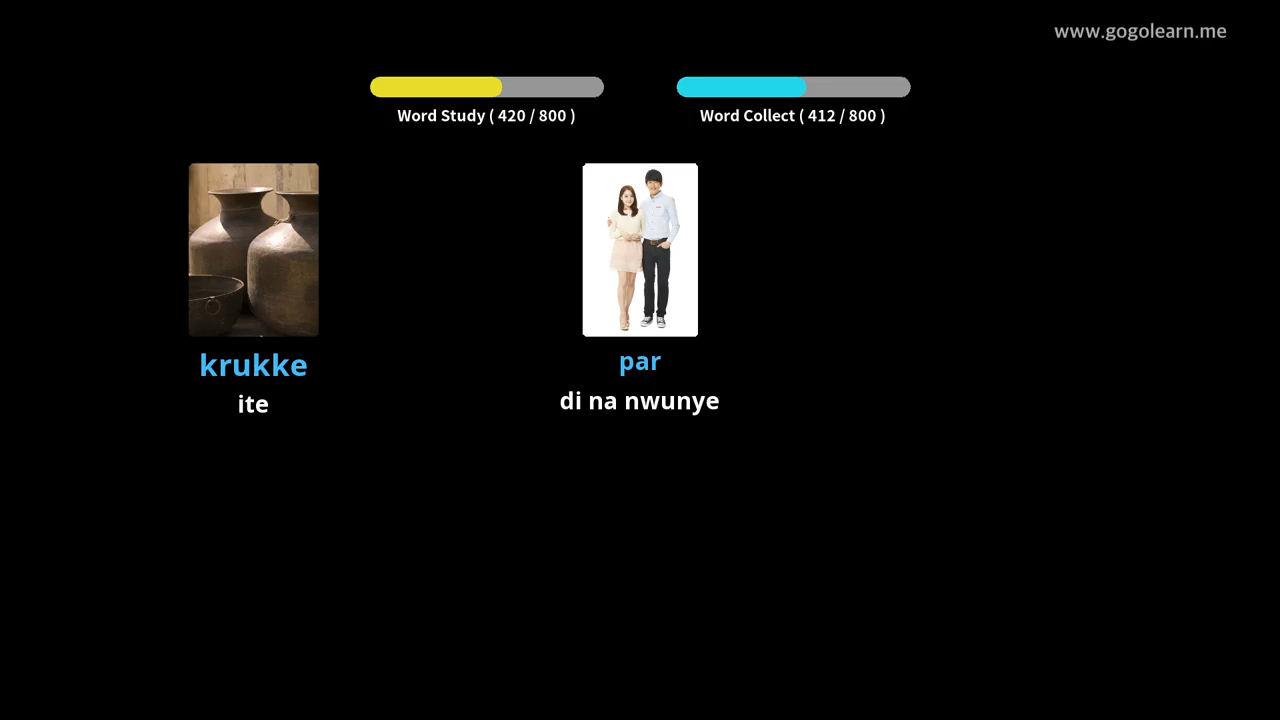 www.gogolearn.me
Word Study ( 420 / 800 )
Word Collect ( 412 / 800 )
krukke
ite
par
di na nwunye